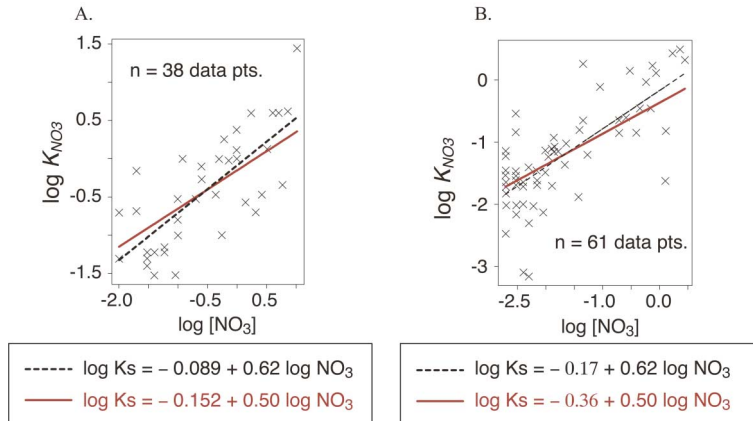 A.
n = 38 data pts.
log K_NO3
1.5
0.5
-0.5
-1.5
-2.0
-0.5
0.5
log [NO₃]
log Ks = – 0.089 + 0.62 log NO₃
log Ks = – 0.152 + 0.50 log NO₃
B.
n = 61 data pts.
log K_NO3
0
-1
-2
-3
-2.5
-1.0
0.0
log [NO₃]
log Ks = – 0.17 + 0.62 log NO₃
log Ks = – 0.36 + 0.50 log NO₃